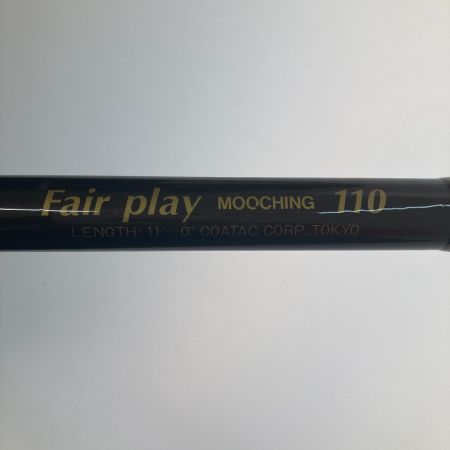 Fair play MOOCHING 110
LENGTH: 11' 0" COATAC CORP., TOKYO